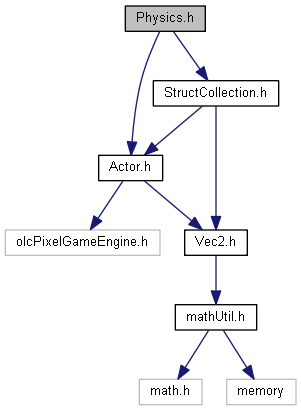 Physics.h
StructCollection.h
Actor.h
olcPixelGameEngine.h
Vec2.h
mathUtil.h
math.h
memory